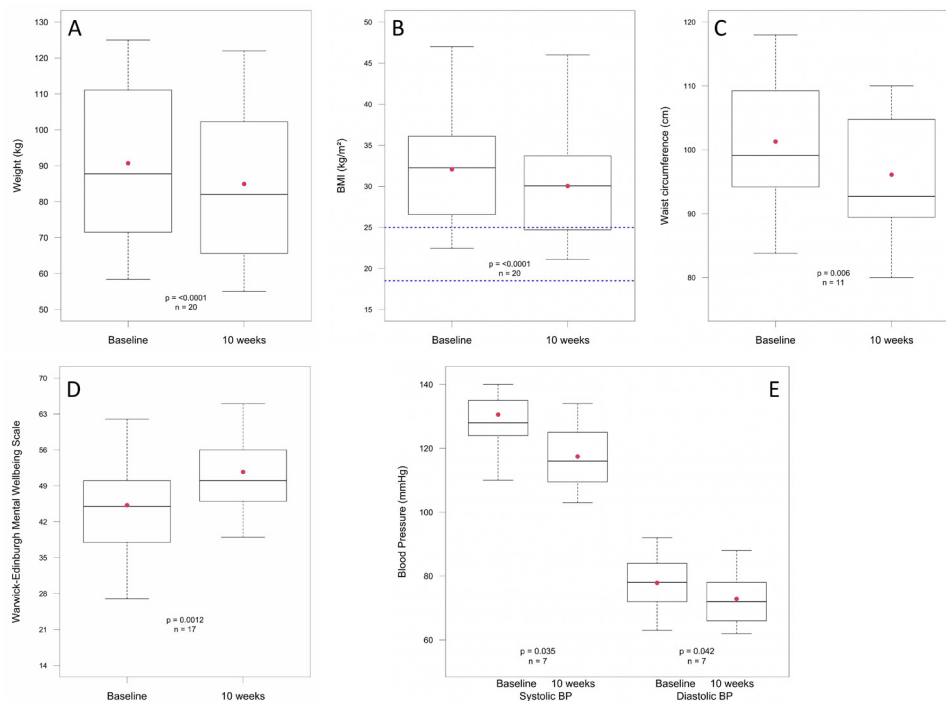 A
Weight (kg)
130
120
110
100
90
80
70
60
50
p = <0.0001
n = 20
Baseline
10 weeks
B
BMI (kg/m²)
50
45
40
35
30
25
20
15
p = <0.0001
n = 20
Baseline
10 weeks
C
Waist circumference (cm)
120
110
100
90
80
p = 0.006
n = 11
Baseline
10 weeks
D
Warwick-Edinburgh Mental Wellbeing Scale
70
63
56
49
42
35
28
21
14
p = 0.0012
n = 17
Baseline
10 weeks
E
Blood Pressure (mmHg)
140
120
100
80
60
p = 0.035
n = 7
p = 0.042
n = 7
Baseline 10 weeks
Systolic BP
Baseline 10 weeks
Diastolic BP